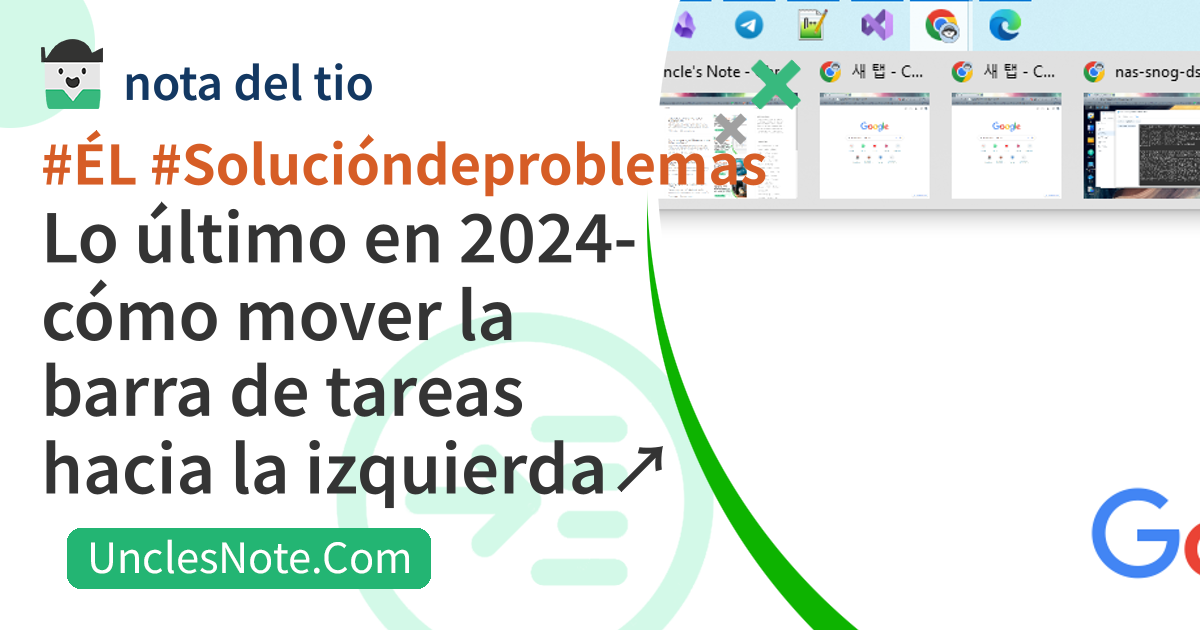 nota del tio
#ÉL #Solucióndeproblemas
Lo último en 2024-
cómo mover la
barra de tareas
hacia la izquierda↗
UnclesNote.Com
ncle's Note -
새 탭 - C...
새 탭 - C...
nas-snog-ds
Google
Google